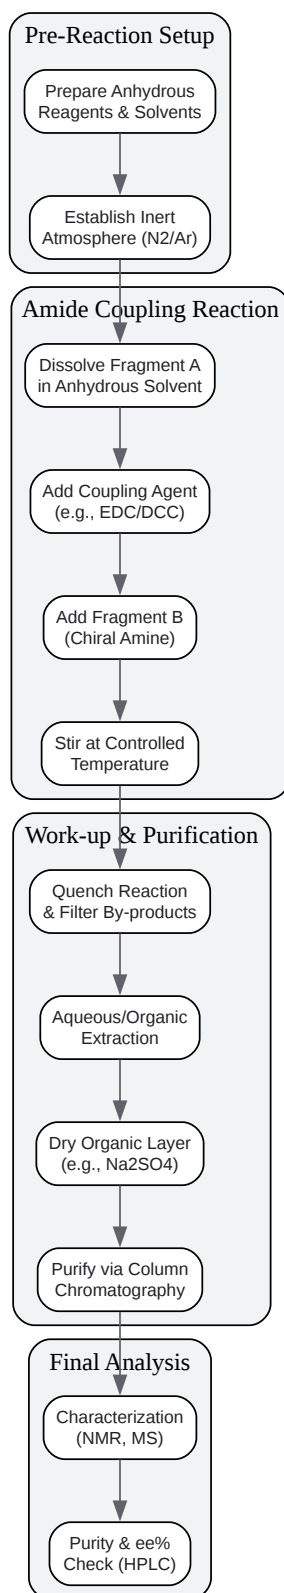 Pre-Reaction Setup
Prepare Anhydrous
Reagents & Solvents
Establish Inert
Atmosphere (N2/Ar)
Amide Coupling Reaction
Dissolve Fragment A
in Anhydrous Solvent
Add Coupling Agent
(e.g., EDC/DCC)
Add Fragment B
(Chiral Amine)
Stir at Controlled
Temperature
Work-up & Purification
Quench Reaction
& Filter By-products
Aqueous/Organic
Extraction
Dry Organic Layer
(e.g., Na2SO4)
Purify via Column
Chromatography
Final Analysis
Characterization
(NMR, MS)
Purity & ee%
Check (HPLC)